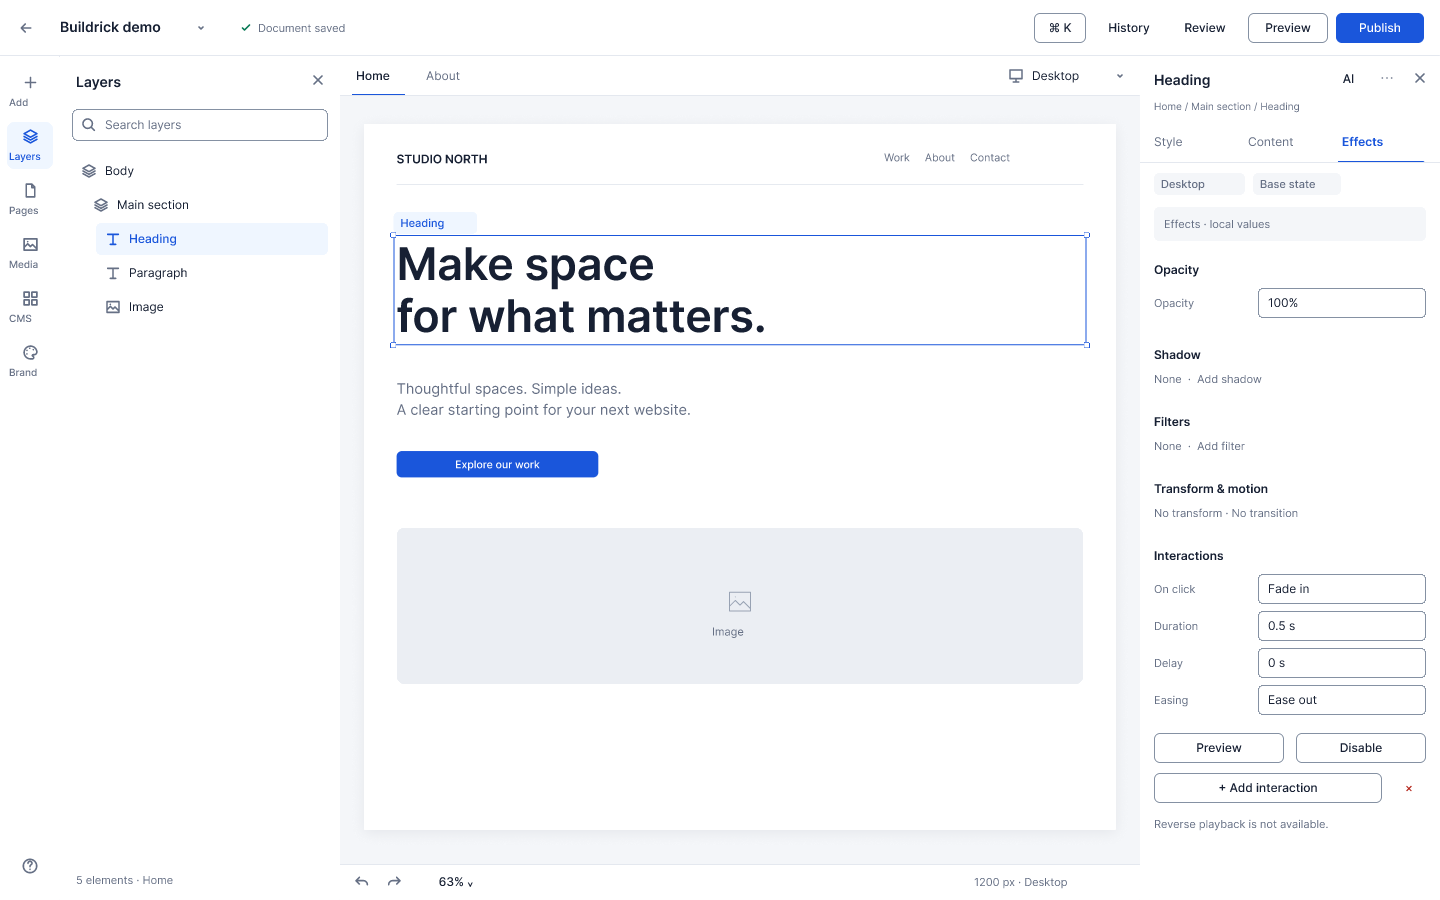 Buildrick demo
Document saved
⌘ K
History
Review
Preview
Publish
Add
Layers
Pages
Media
CMS
Brand
Layers
Search layers
Body
Main section
Heading
Paragraph
Image
5 elements · Home
Home
About
Desktop
STUDIO NORTH
Work
About
Contact
Heading
Make space
for what matters.
Thoughtful spaces. Simple ideas.
A clear starting point for your next website.
Explore our work
Image
63%
1200 px · Desktop
Heading
AI
Home / Main section / Heading
Style
Content
Effects
Desktop
Base state
Effects · local values
Opacity
Opacity
100%
Shadow
None · Add shadow
Filters
None · Add filter
Transform & motion
No transform · No transition
Interactions
On click
Fade in
Duration
0.5 s
Delay
0 s
Easing
Ease out
Preview
Disable
+ Add interaction
Reverse playback is not available.